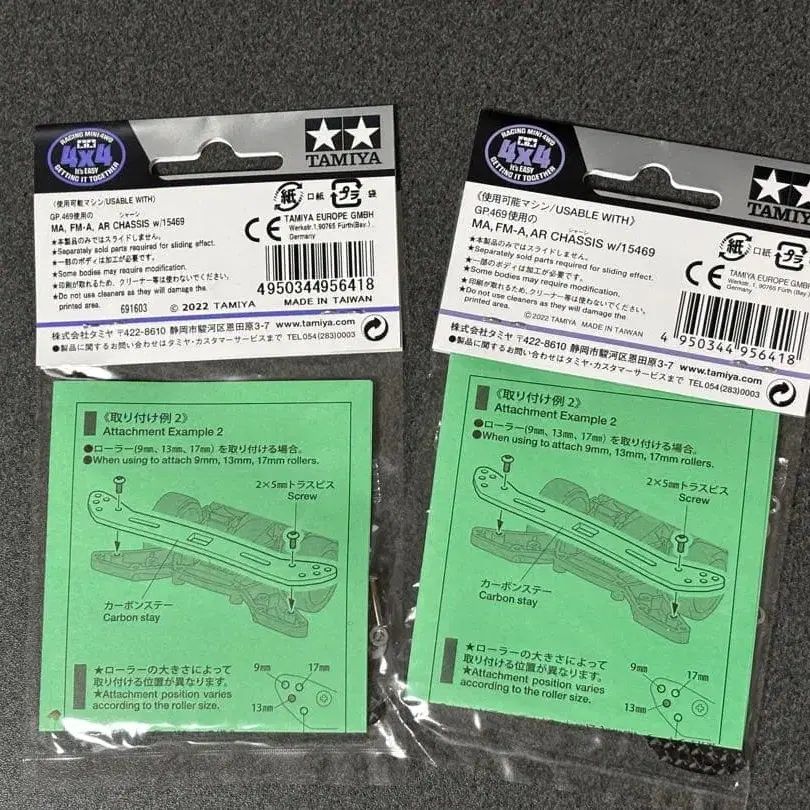 RACING MINI 4WD
4x4
It's EASY
GETTING IT TOGETHER
TAMIYA
《使用可能マシン/USABLE WITH》
GP.469使用の
シャーシー
MA, FM-A, AR CHASSIS w/15469
★本製品のみではスライドしません。
★Separately sold parts required for sliding effect.
★一部のボディは加工が必要です。
★Some bodies may require modification.
★印刷が取れるため、クリーナー等は使わないでください。
★Do not use cleaners as they will damage the
printed area.
691603
© 2022 TAMIYA
紙 口紙 プラ 袋
CE
TAMIYA EUROPE GMBH
Werkstr.1,90765 Fürth(Bay.)
Germany
4950344956418
MADE IN TAIWAN
株式会社タミヤ 〒422-8610 静岡市駿河区恩田原3-7 www.tamiya.com
●製品に関するお問い合わせはタミヤ・カスタマーサービスまで TEL054(283)0003
《取り付け例 2》
Attachment Example 2
●ローラー(9㎜、13㎜、17㎜)を取り付ける場合。
●When using to attach 9mm, 13mm, 17mm rollers.
2×5㎜トラスビス
Screw
カーボンステー
Carbon stay
★ローラーの大きさによって
取り付ける位置が異なります。
★Attachment position varies
according to the roller size.
9㎜
17㎜
13㎜
RACING MINI 4WD
4x4
It's EASY
GETTING IT TOGETHER
TAMIYA
《使用可能マシン/USABLE WITH》
GP.469使用の
シャーシー
MA, FM-A, AR CHASSIS w/15469
★本製品のみではスライドしません。
★Separately sold parts required for sliding effect.
★一部のボディは加工が必要です。
★Some bodies may require modification.
★印刷が取れるため、クリーナー等は使わないでください。
★Do not use cleaners as they will damage the
printed area.
©2022 TAMIYA MADE IN TAIWAN
紙 口紙 プラ
CE
TAMIYA EUROPE GMBH
Werkstr. 1, 90765 Fürth (Bay.)
Germany
4 950344 956418
株式会社タミヤ 〒422-8610 静岡市駿河区恩田原3-7 www.tamiya.com
●製品に関するお問い合わせはタミヤ・カスタマーサービスまで TEL 054(283)0003
《取り付け例 2》
Attachment Example 2
●ローラー(9㎜、13㎜、17㎜)を取り付ける場合。
●When using to attach 9mm, 13mm, 17mm rollers.
2×5㎜トラスビス
Screw
カーボンステー
Carbon stay
★ローラーの大きさによって
取り付ける位置が異なります。
★Attachment position varies
according to the roller size.
9㎜
17㎜
13㎜